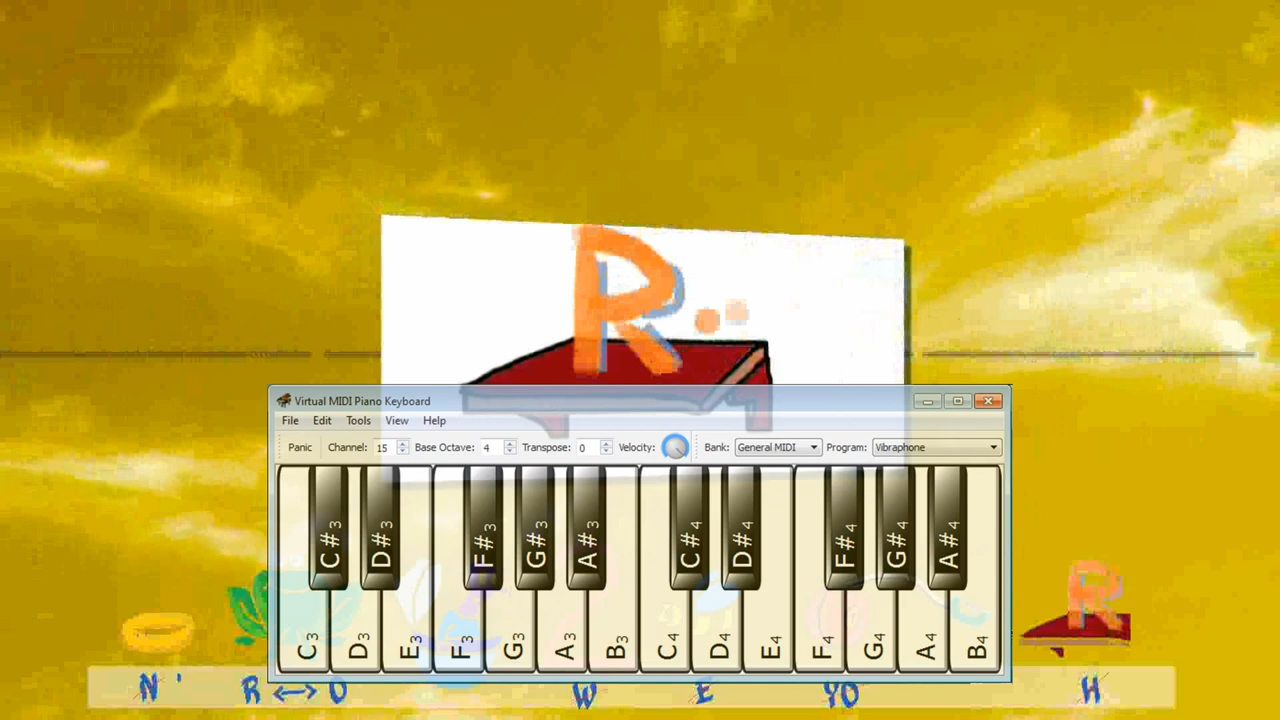 R
Virtual MIDI Piano Keyboard
File Edit Tools View Help
Panic Channel: 15 Base Octave: 4 Transpose: 0 Velocity: Bank: General MIDI Program: Vibraphone
C#3 D#3 F#3 G#3 A#3 C#4 D#4 F#4 G#4 A#4
C3 D3 E3 F3 G3 A3 B3 C4 D4 E4 F4 G4 A4 B4
R
N ' R ↔ O W E YO H